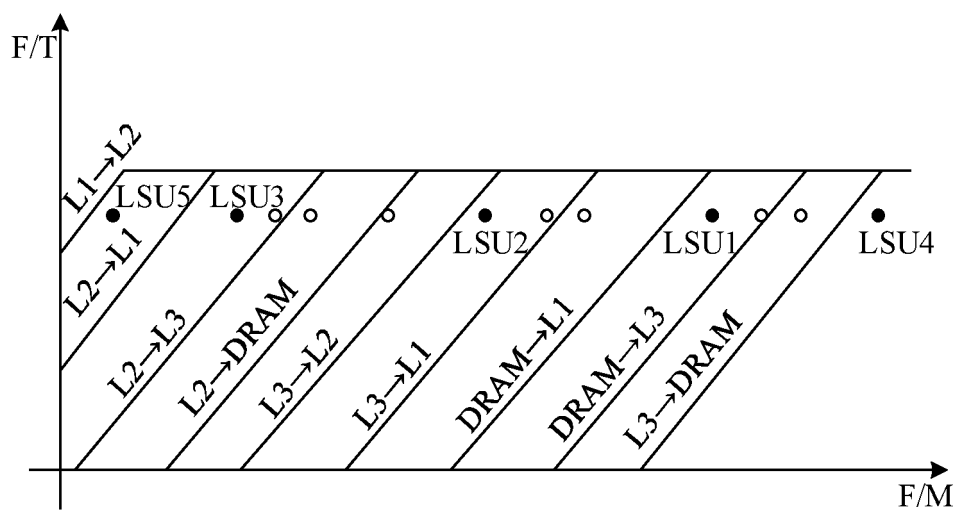 F/T
L1→L2
LSU5
LSU3
LSU2
LSU1
LSU4
L2→L1
L2→L3
L2→DRAM
L3→L2
L3→L1
DRAM→L1
DRAM→L3
L3→DRAM
F/M